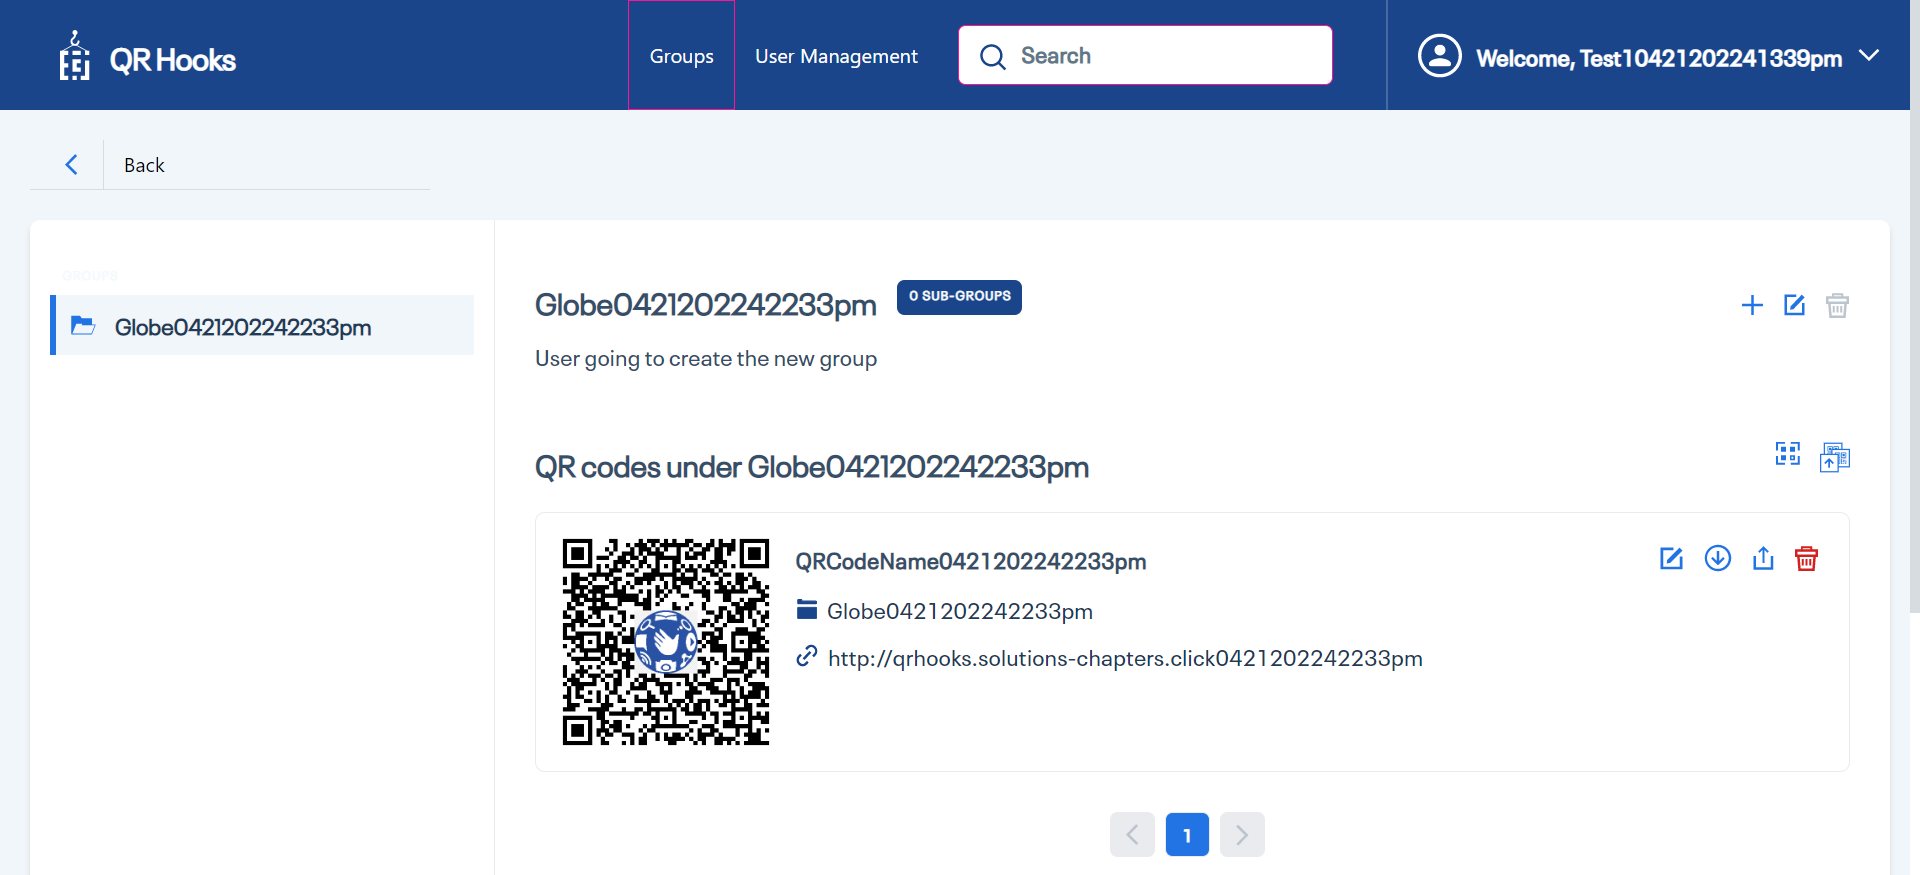 QR Hooks
Groups
User Management
Search
Welcome, Test10421202241339pm
Back
GROUPS
Globe0421202242233pm
Globe0421202242233pm
0 SUB-GROUPS
User going to create the new group
QR codes under Globe0421202242233pm
QRCodeName0421202242233pm
Globe0421202242233pm
http://qrhooks.solutions-chapters.click0421202242233pm
1